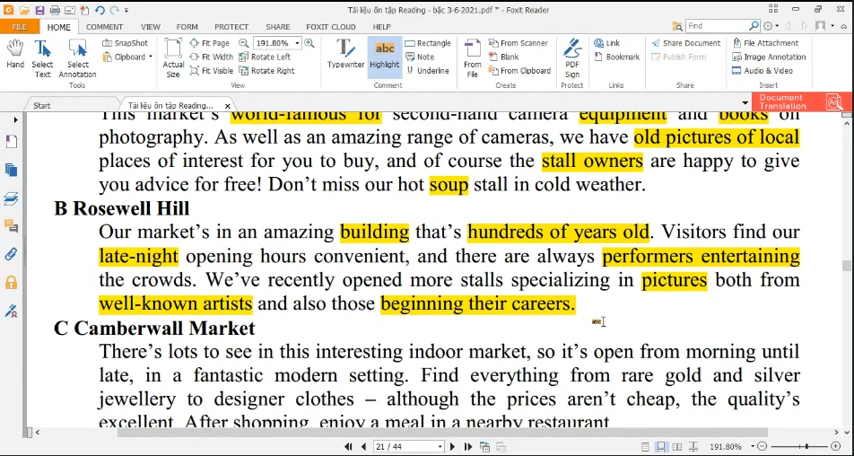 Tài liệu ôn tập Reading - bậc 3-6-2021.pdf * - Foxit Reader
FILE HOME COMMENT VIEW FORM PROTECT SHARE FOXIT CLOUD HELP Find
Hand Select Text Select Annotation SnapShot Clipboard Tools
Actual Size Fit Page Fit Width Fit Visible 191.80% Rotate Left Rotate Right View
Typewriter abc Highlight Rectangle Note Underline Comment
From File From Scanner Blank From Clipboard Create
PDF Sign Protect
Link Bookmark Links
Share Document Publish Form Share
File Attachment Image Annotation Audio & Video Insert
Start Tài liệu ôn tập Reading... Document Translation
This market's world-famous for second-hand camera equipment and books on
photography. As well as an amazing range of cameras, we have old pictures of local
places of interest for you to buy, and of course the stall owners are happy to give
you advice for free! Don't miss our hot soup stall in cold weather.
B Rosewell Hill
Our market's in an amazing building that's hundreds of years old. Visitors find our
late-night opening hours convenient, and there are always performers entertaining
the crowds. We've recently opened more stalls specializing in pictures both from
well-known artists and also those beginning their careers.
C Camberwall Market
There's lots to see in this interesting indoor market, so it's open from morning until
late, in a fantastic modern setting. Find everything from rare gold and silver
jewellery to designer clothes – although the prices aren't cheap, the quality's
excellent. After shopping, enjoy a meal in a nearby restaurant.
21 / 44 191.80%